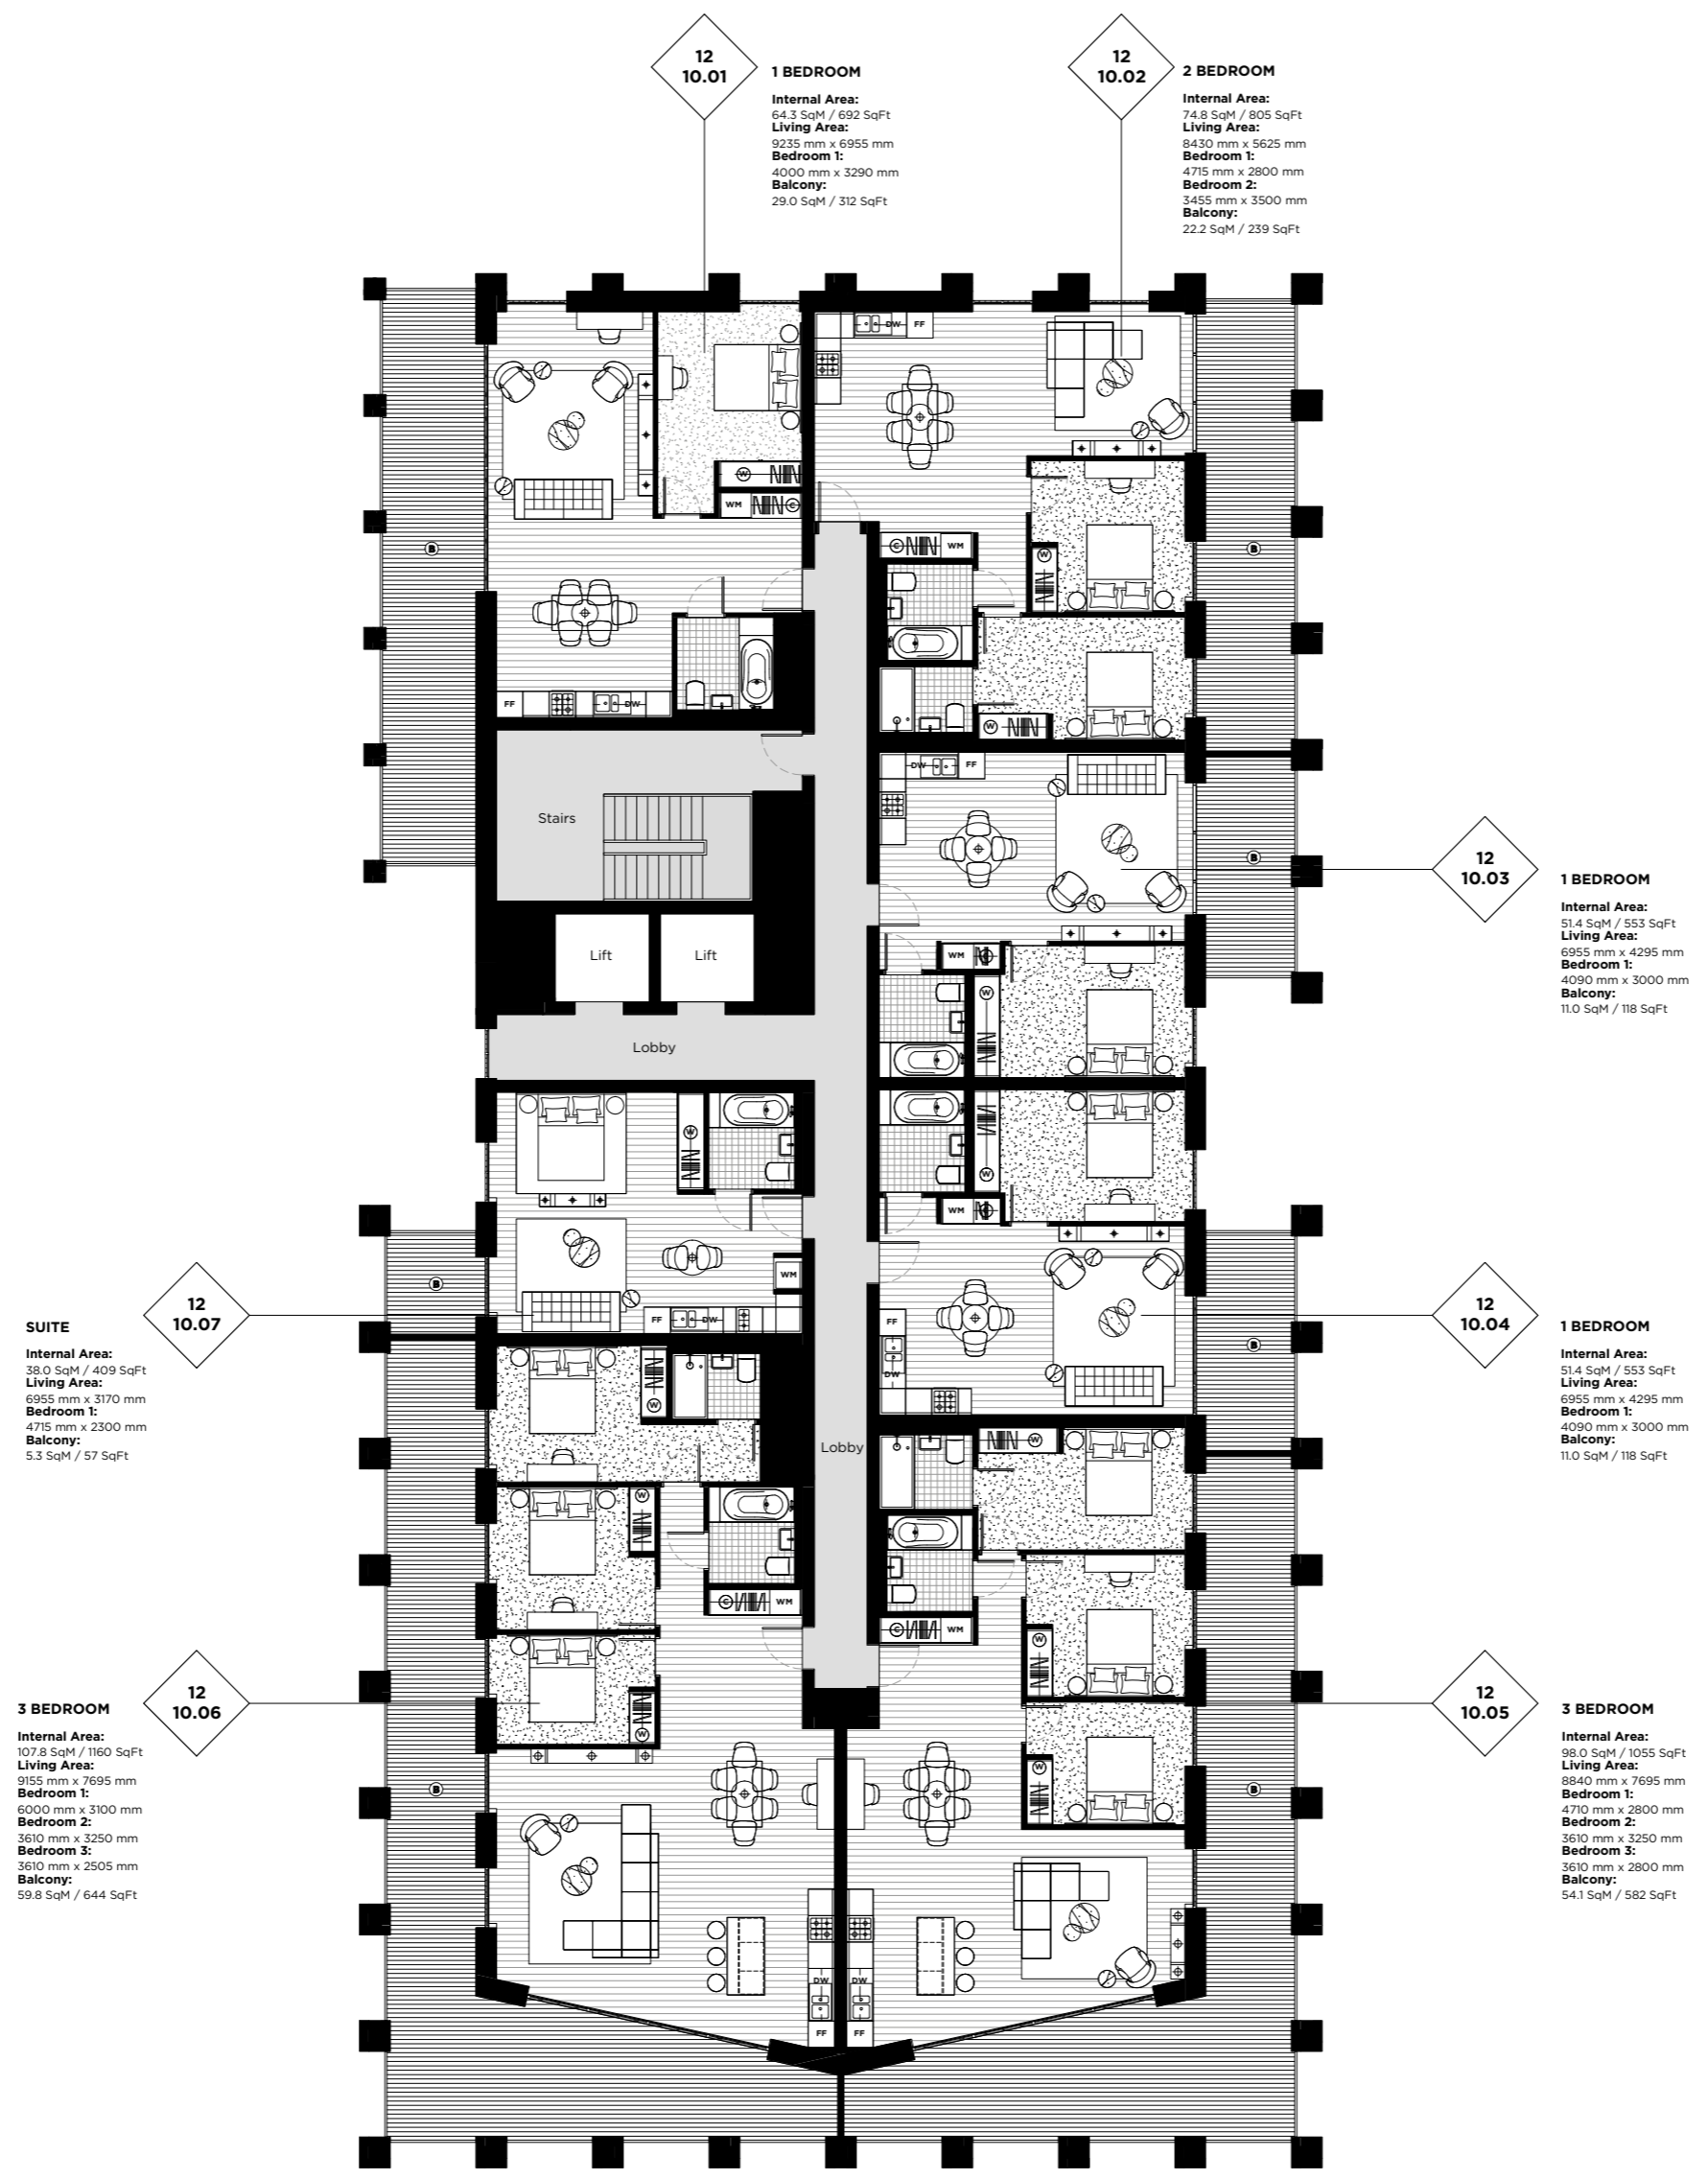 12
10.01
1 BEDROOM
Internal Area:
64.3 SqM / 692 SqFt
Living Area:
9235 mm x 6955 mm
Bedroom 1:
4000 mm x 3290 mm
Balcony:
29.0 SqM / 312 SqFt
12
10.02
2 BEDROOM
Internal Area:
74.8 SqM / 805 SqFt
Living Area:
8430 mm x 5625 mm
Bedroom 1:
4715 mm x 2800 mm
Bedroom 2:
3455 mm x 3500 mm
Balcony:
22.2 SqM / 239 SqFt
DW FF
W
WM C
B
B
C WM
W
FF DW
W
DW FF
Stairs
B
12
10.03
1 BEDROOM
Internal Area:
51.4 SqM / 553 SqFt
Living Area:
6955 mm x 4295 mm
Bedroom 1:
4090 mm x 3000 mm
Balcony:
11.0 SqM / 118 SqFt
Lift
Lift
WM C
W
Lobby
W
W
WM C
B
WM
FF DW
FF
DW
B
12
10.07
SUITE
Internal Area:
38.0 SqM / 409 SqFt
Living Area:
6955 mm x 3170 mm
Bedroom 1:
4715 mm x 2300 mm
Balcony:
5.3 SqM / 57 SqFt
12
10.04
1 BEDROOM
Internal Area:
51.4 SqM / 553 SqFt
Living Area:
6955 mm x 4295 mm
Bedroom 1:
4090 mm x 3000 mm
Balcony:
11.0 SqM / 118 SqFt
W
Lobby
W
W
C WM
C WM
W
W
W
12
10.06
3 BEDROOM
Internal Area:
107.8 SqM / 1160 SqFt
Living Area:
9155 mm x 7695 mm
Bedroom 1:
6000 mm x 3100 mm
Bedroom 2:
3610 mm x 3250 mm
Bedroom 3:
3610 mm x 2505 mm
Balcony:
59.8 SqM / 644 SqFt
B
B
12
10.05
3 BEDROOM
Internal Area:
98.0 SqM / 1055 SqFt
Living Area:
8840 mm x 7695 mm
Bedroom 1:
4710 mm x 2800 mm
Bedroom 2:
3610 mm x 3250 mm
Bedroom 3:
3610 mm x 2800 mm
Balcony:
54.1 SqM / 582 SqFt
DW DW
FF FF